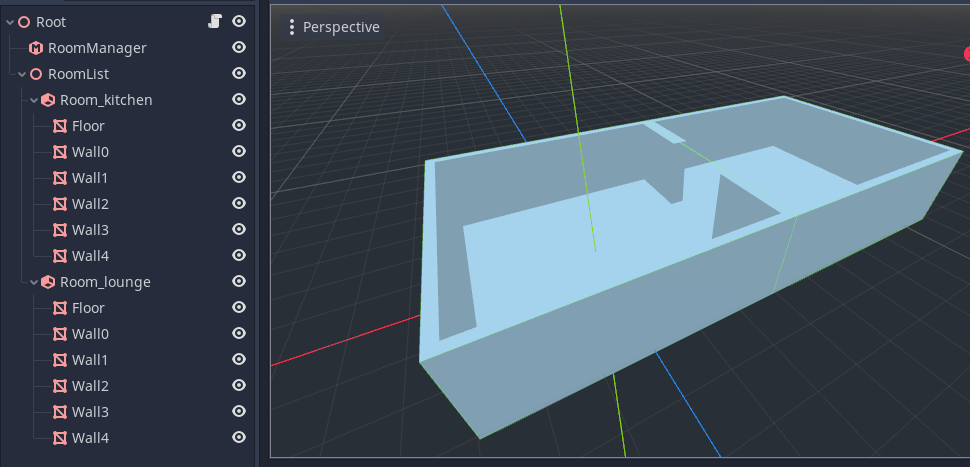 Root
RoomManager
RoomList
Room_kitchen
Floor
Wall0
Wall1
Wall2
Wall3
Wall4
Room_lounge
Floor
Wall0
Wall1
Wall2
Wall3
Wall4
Perspective